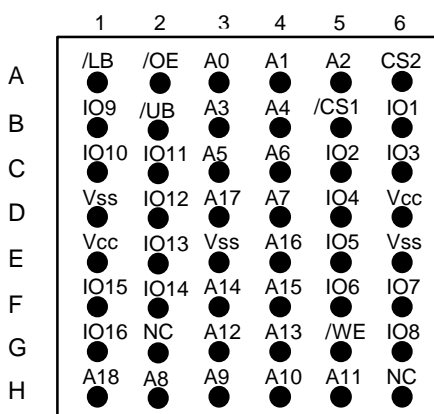 1 2 3 4 5 6
A /LB /OE A0 A1 A2 CS2
B IO9 /UB A3 A4 /CS1 IO1
C IO10 IO11 A5 A6 IO2 IO3
D Vss IO12 A17 A7 IO4 Vcc
E Vcc IO13 Vss A16 IO5 Vss
F IO15 IO14 A14 A15 IO6 IO7
G IO16 NC A12 A13 /WE IO8
H A18 A8 A9 A10 A11 NC